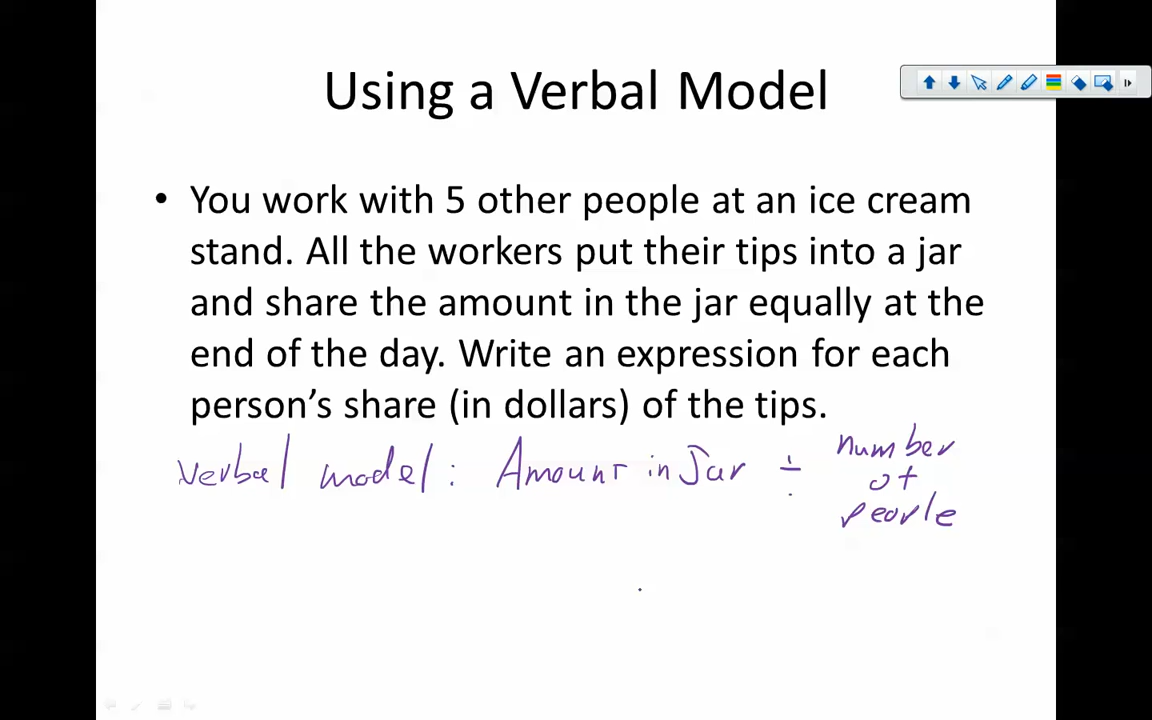 Using a Verbal Model
• You work with 5 other people at an ice cream
stand. All the workers put their tips into a jar
and share the amount in the jar equally at the
end of the day. Write an expression for each
person’s share (in dollars) of the tips.
Verbal model: Amount in Jar ÷ number
of
people